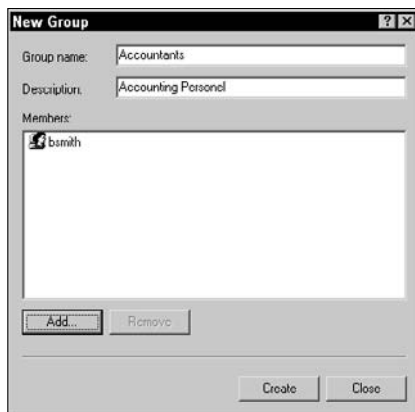 New Group
Group name: Accountants
Description: Accounting Personel
Members:
bsmith
Add... Remove
Create Close